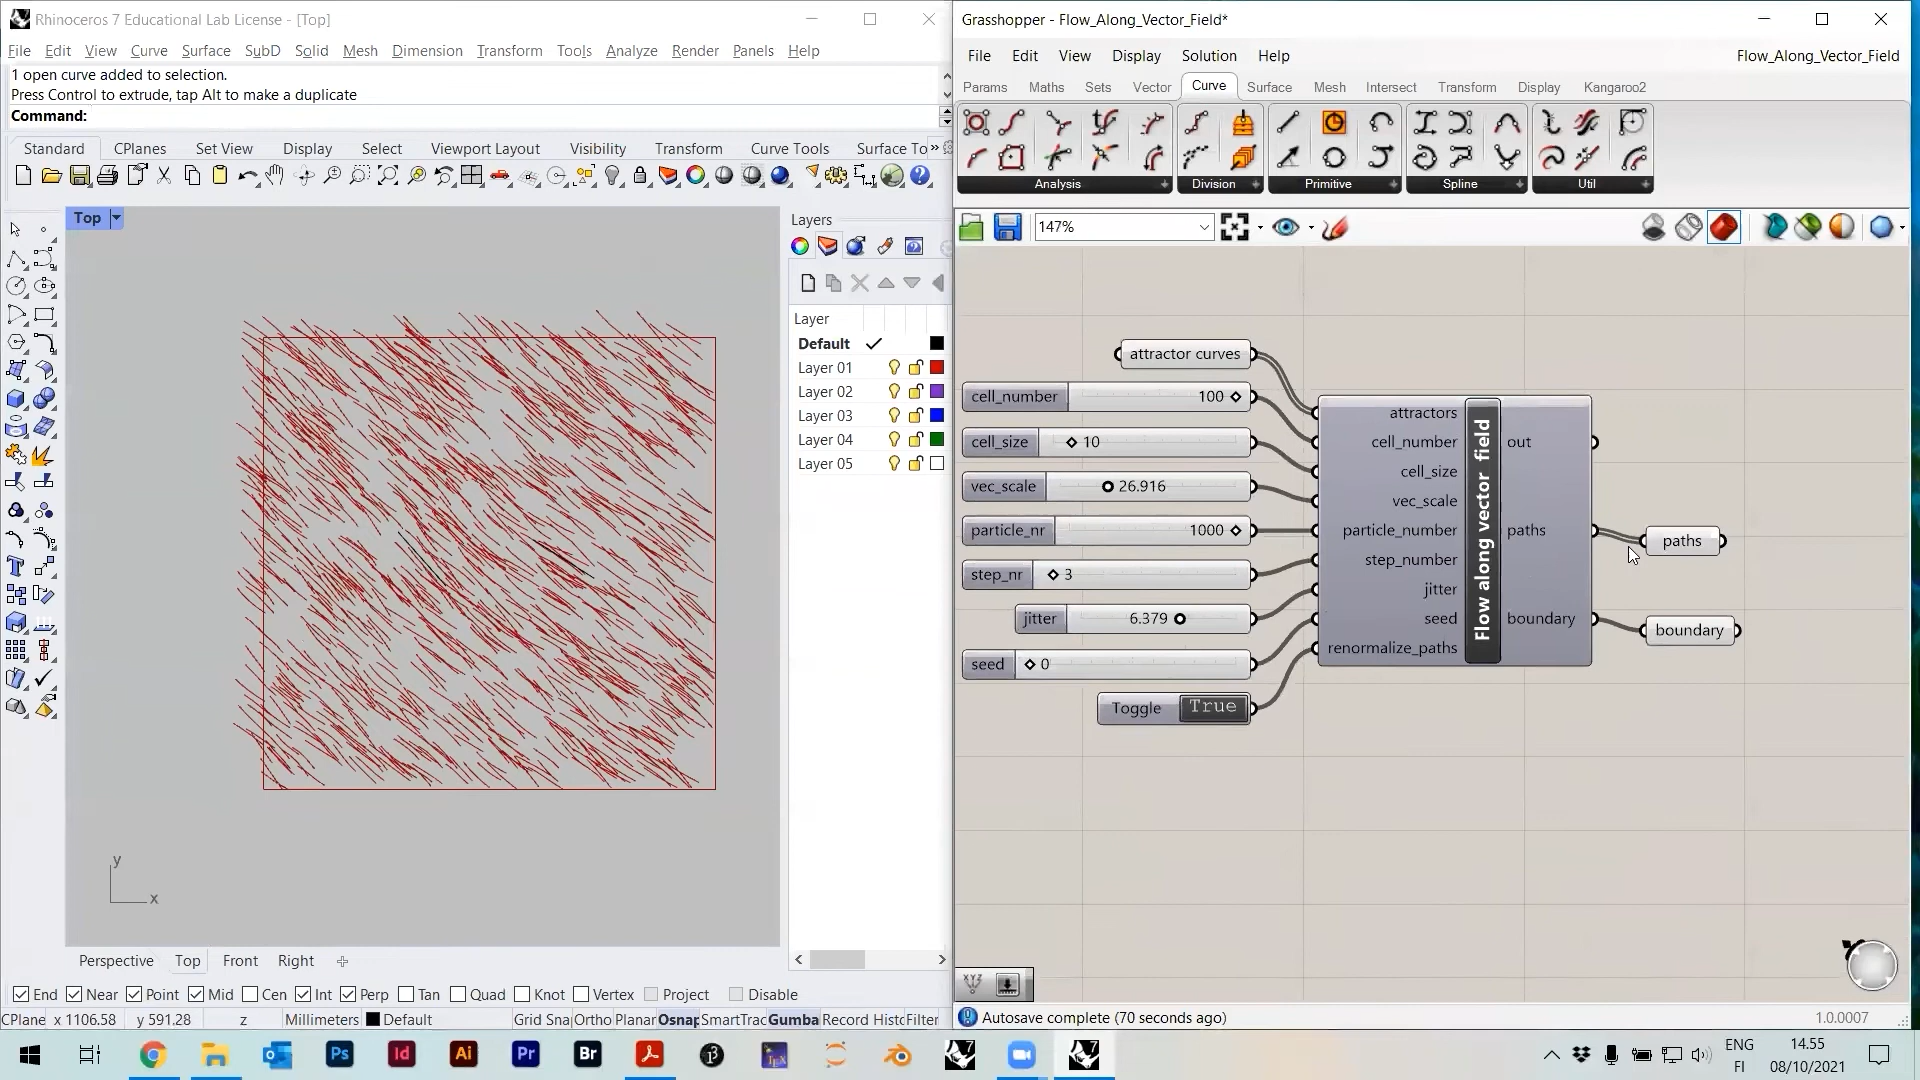 Rhinoceros 7 Educational Lab License - [Top]
File Edit View Curve Surface SubD Solid Mesh Dimension Transform Tools Analyze Render Panels Help
1 open curve added to selection.
Press Control to extrude, tap Alt to make a duplicate
Command:
Standard CPlanes Set View Display Select Viewport Layout Visibility Transform Curve Tools Surface To »
Top
Layers
Layer
Default
Layer 01
Layer 02
Layer 03
Layer 04
Layer 05
y
x
Perspective Top Front Right
End Near Point Mid Cen Int Perp Tan Quad Knot Vertex Project Disable
CPlane x 1106.58 y 591.28 z Millimeters Default Grid Sna Ortho Planar Osnap SmartTrac Gumba Record Histo Filter
Grasshopper - Flow_Along_Vector_Field*
File Edit View Display Solution Help
Flow_Along_Vector_Field
Params Maths Sets Vector Curve Surface Mesh Intersect Transform Display Kangaroo2
Analysis Division Primitive Spline Util
147%
attractor curves
cell_number 100
cell_size 10
vec_scale 26.916
particle_nr 1000
step_nr 3
jitter 6.379
seed 0
Toggle True
attractors
cell_number
cell_size
vec_scale
particle_number
step_number
jitter
seed
renormalize_paths
Flow along vector field
out
paths
boundary
paths
boundary
Autosave complete (70 seconds ago)
1.0.0007
Ps Id Ai Pr Br
ENG
FI
14.55
08/10/2021